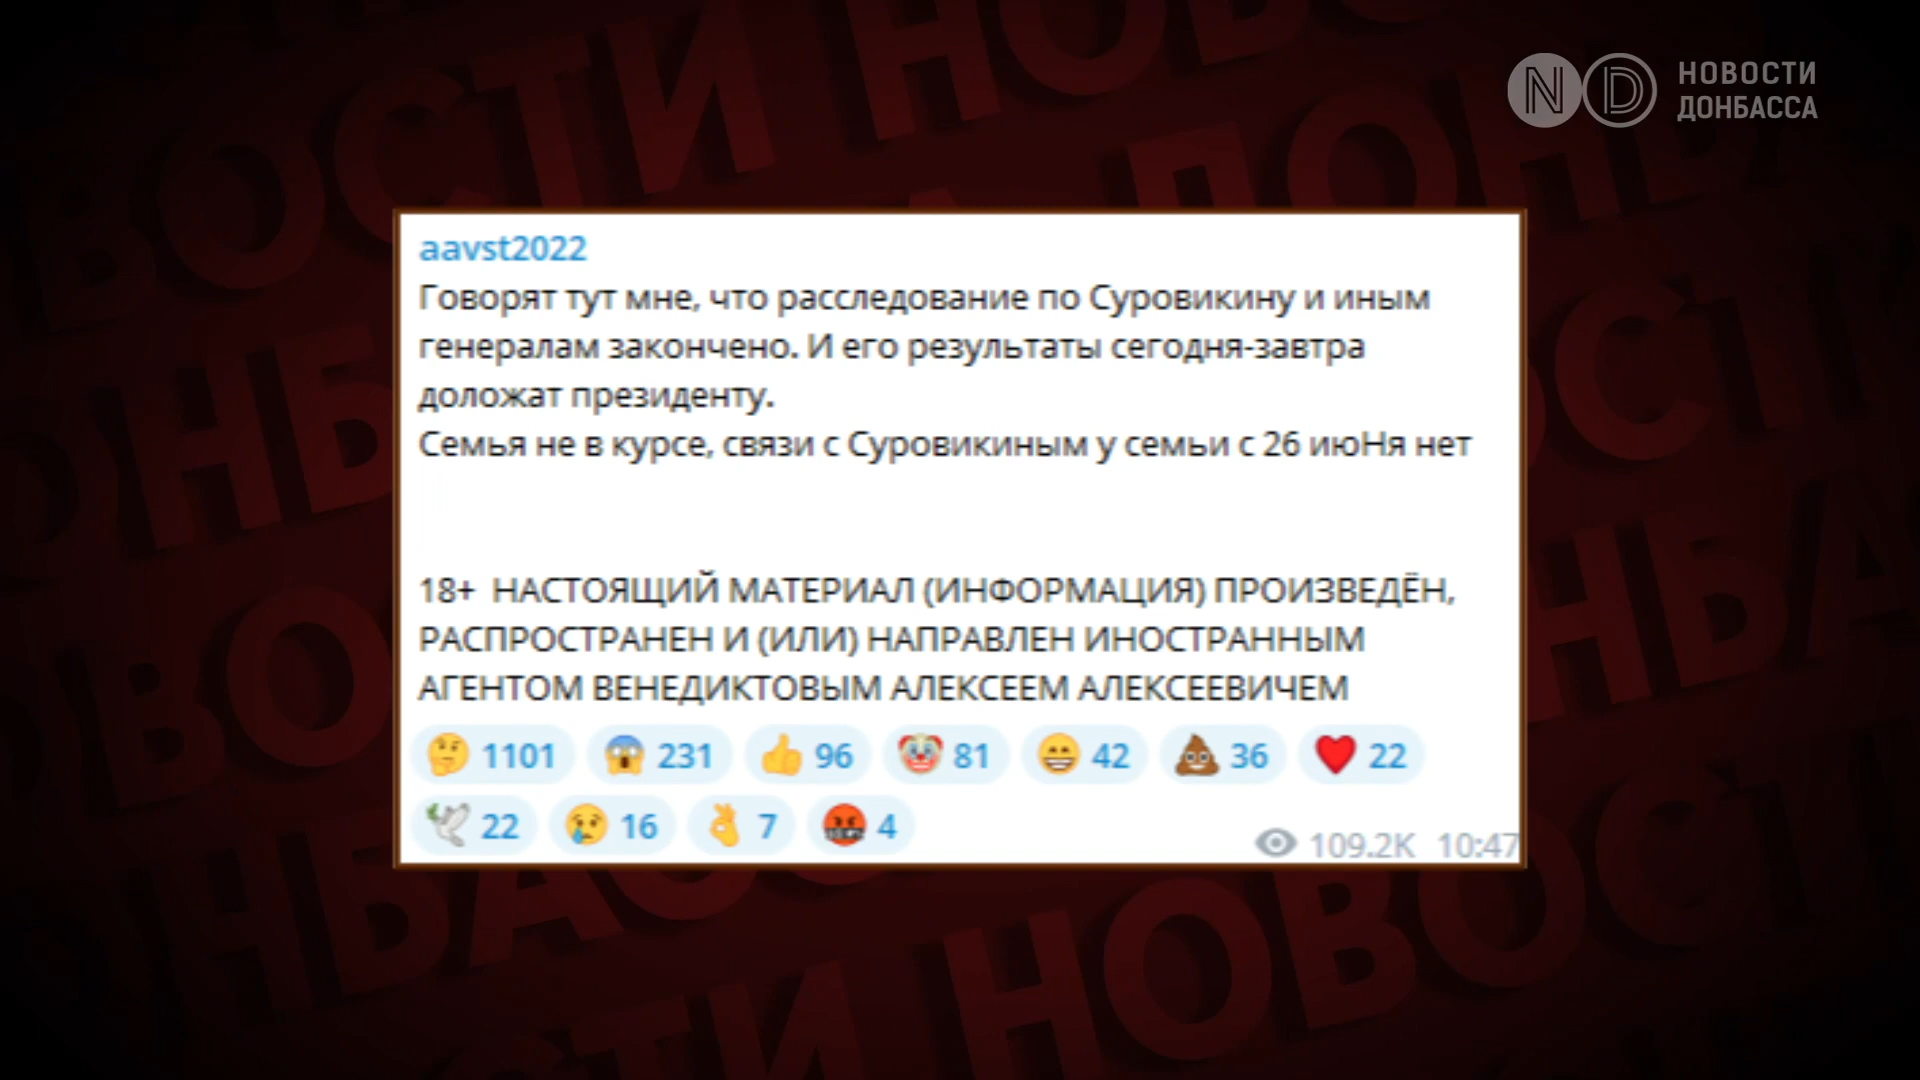 ND НОВОСТИ
ДОНБАССА
aavst2022
Говорят тут мне, что расследование по Суровикину и иным
генералам закончено. И его результаты сегодня-завтра
доложат президенту.
Семья не в курсе, связи с Суровикиным у семьи с 26 июНя нет
18+ НАСТОЯЩИЙ МАТЕРИАЛ (ИНФОРМАЦИЯ) ПРОИЗВЕДЁН,
РАСПРОСТРАНЕН И (ИЛИ) НАПРАВЛЕН ИНОСТРАННЫМ
АГЕНТОМ ВЕНЕДИКТОВЫМ АЛЕКСЕЕМ АЛЕКСЕЕВИЧЕМ
🤔 1101 😱 231 👍 96 🤡 81 😁 42 💩 36 ❤️ 22
🕊 22 😢 16 👌 7 🤬 4
109.2K 10:47